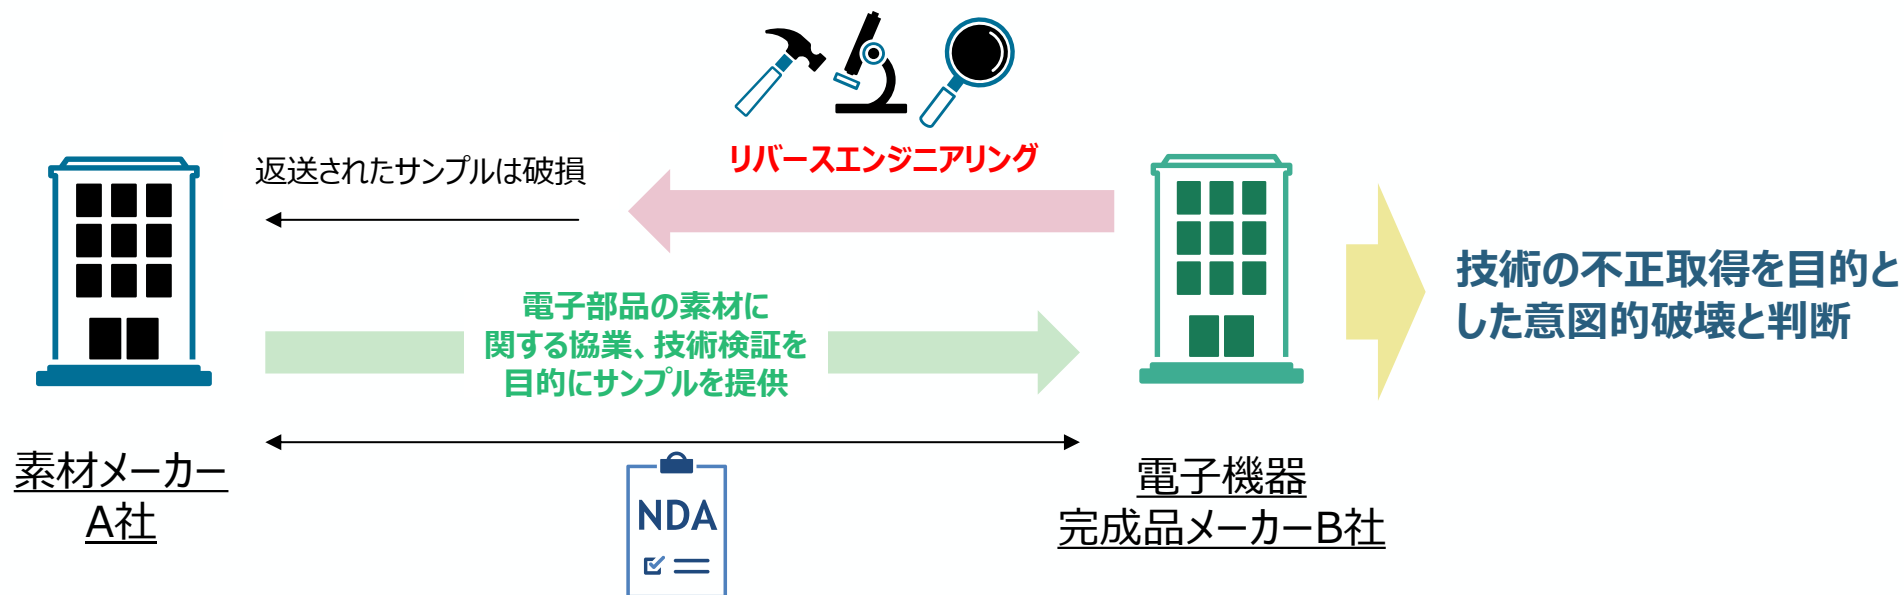 リバースエンジニアリング
返送されたサンプルは破損
電子部品の素材に
関する協業、技術検証を
目的にサンプルを提供
技術の不正取得を目的と
した意図的破壊と判断
素材メーカー
A社
NDA
電子機器
完成品メーカーB社